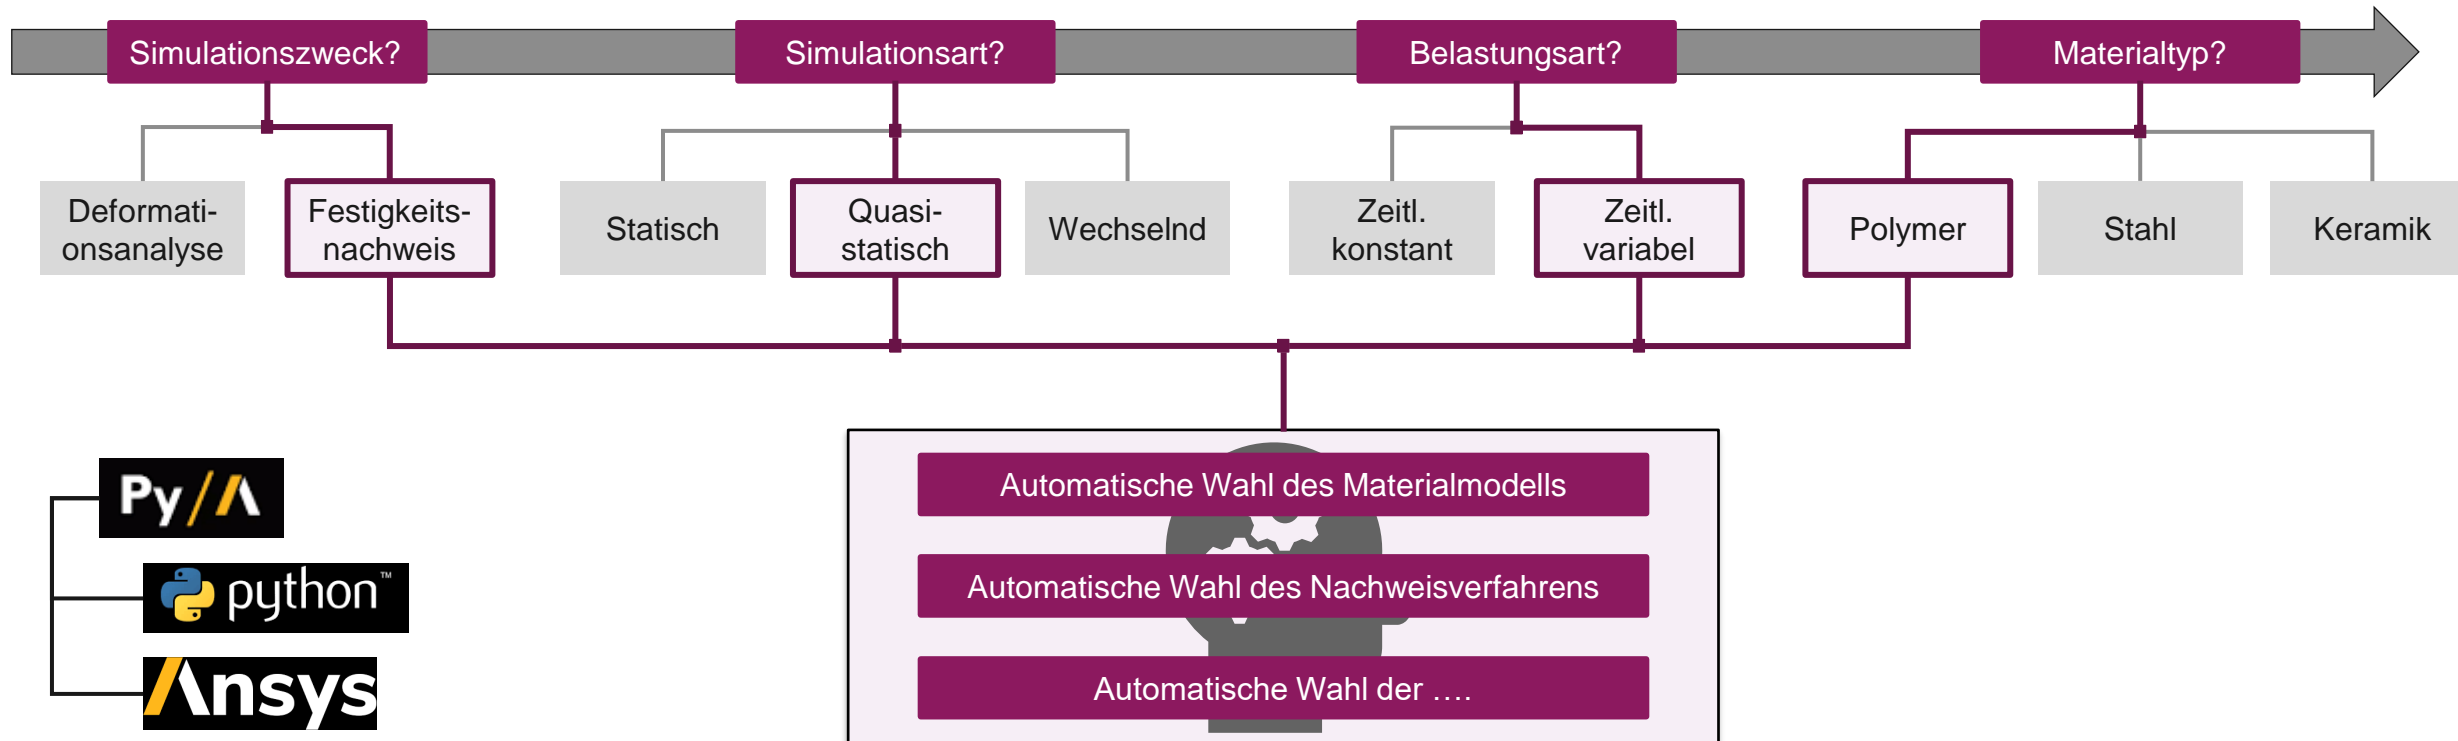 Simulationszweck?
Simulationsart?
Belastungsart?
Materialtyp?
Deformati-
onsanalyse
Festigkeits-
nachweis
Statisch
Quasi-
statisch
Wechselnd
Zeitl.
konstant
Zeitl.
variabel
Polymer
Stahl
Keramik
Py
python™
Ansys
Automatische Wahl des Materialmodells
Automatische Wahl des Nachweisverfahrens
Automatische Wahl der ….